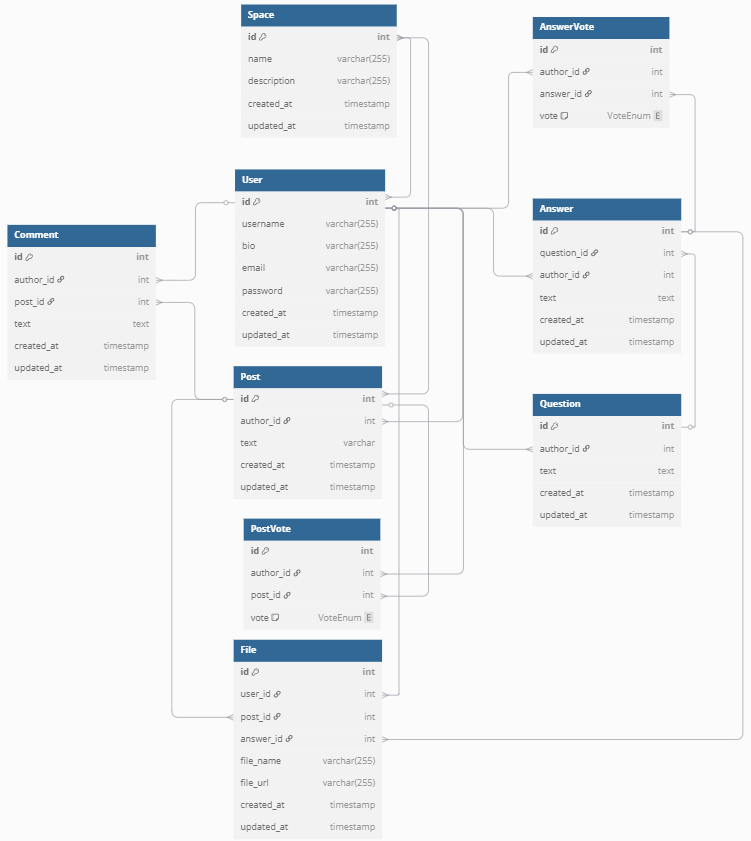 Space
id int
name varchar(255)
description varchar(255)
created_at timestamp
updated_at timestamp
AnswerVote
id int
author_id int
answer_id int
vote VoteEnum E
User
id int
username varchar(255)
bio varchar(255)
email varchar(255)
password varchar(255)
created_at timestamp
updated_at timestamp
Answer
id int
question_id int
author_id int
text text
created_at timestamp
updated_at timestamp
Comment
id int
author_id int
post_id int
text text
created_at timestamp
updated_at timestamp
Post
id int
author_id int
text varchar
created_at timestamp
updated_at timestamp
Question
id int
author_id int
text text
created_at timestamp
updated_at timestamp
PostVote
id int
author_id int
post_id int
vote VoteEnum E
File
id int
user_id int
post_id int
answer_id int
file_name varchar(255)
file_url varchar(255)
created_at timestamp
updated_at timestamp